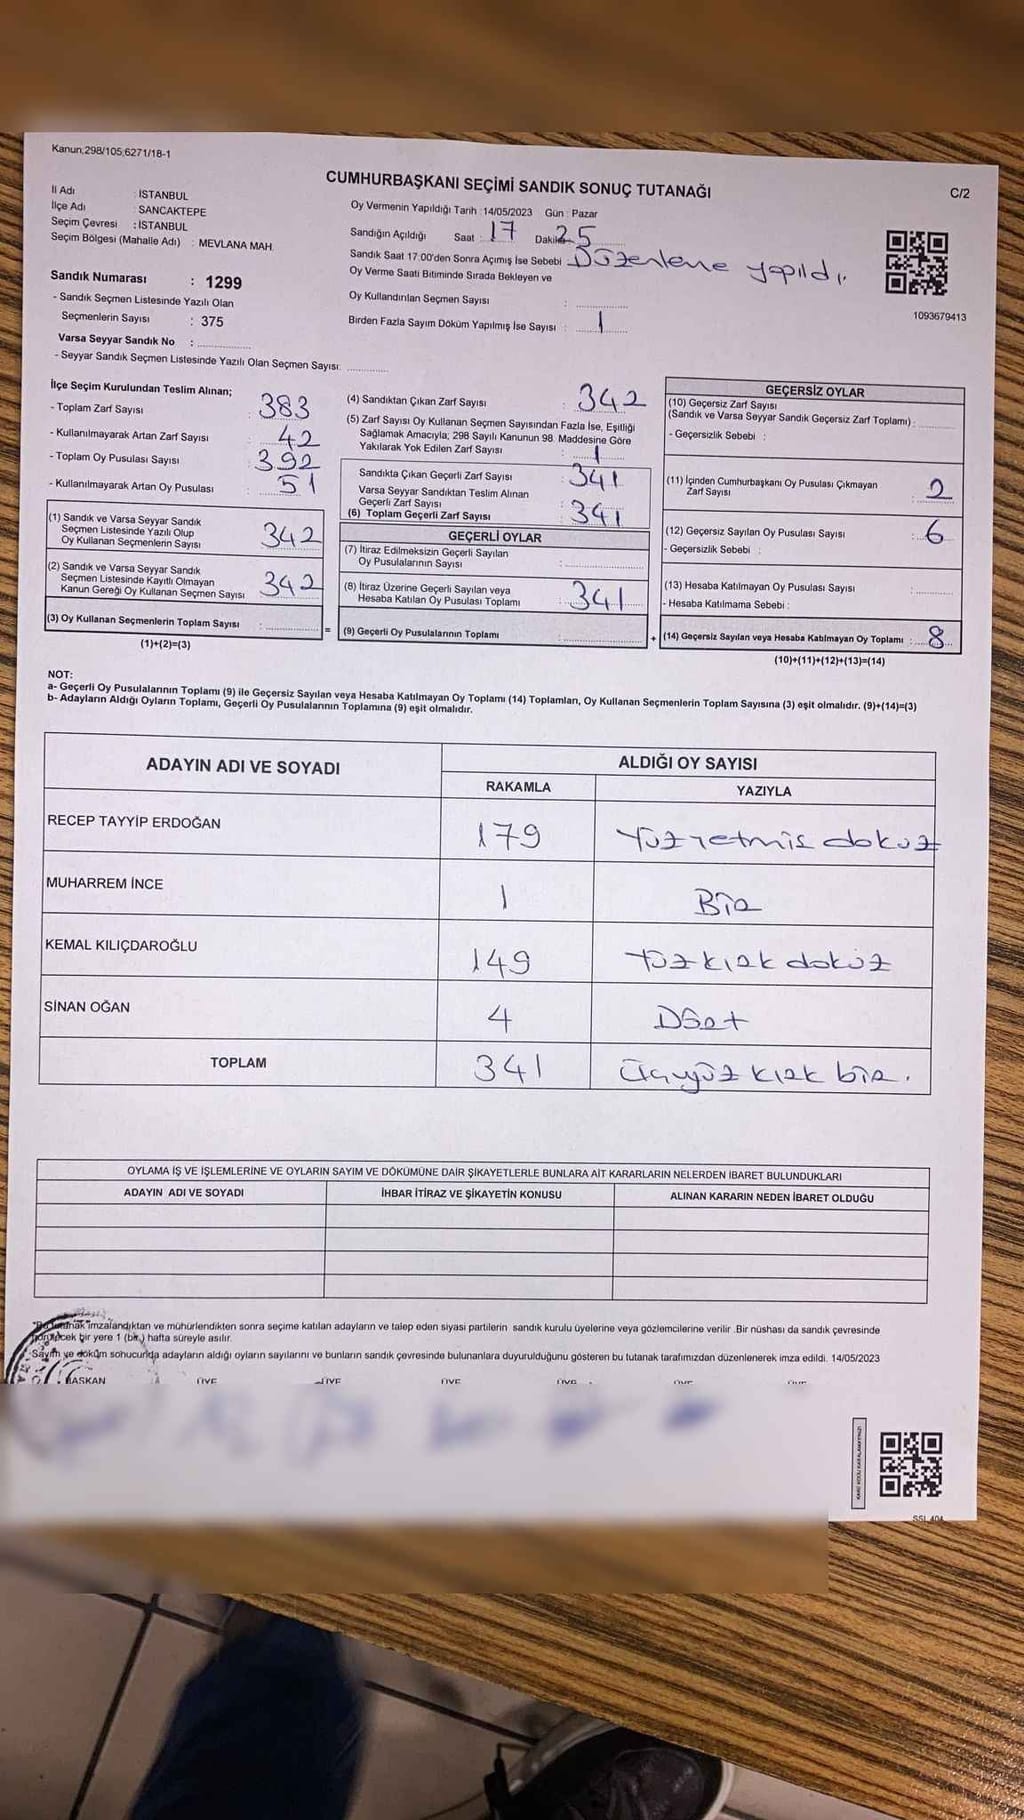 Kanun;298/105;6271/18-1
CUMHURBAŞKANI SEÇİMİ SANDIK SONUÇ TUTANAĞI
C/2
İl Adı : İSTANBUL
İlçe Adı : SANCAKTEPE
Seçim Çevresi : İSTANBUL
Seçim Bölgesi (Mahalle Adı) : MEVLANA MAH.
Sandık Numarası : 1299
- Sandık Seçmen Listesinde Yazılı Olan
Seçmenlerin Sayısı : 375
Varsa Seyyar Sandık No :
- Seyyar Sandık Seçmen Listesinde Yazılı Olan Seçmen Sayısı:
Oy Vermenin Yapıldığı Tarih :14/05/2023 Gün : Pazar
Sandığın Açıldığı Saat : 17 Dakika 25
Sandık Saat 17:00'den Sonra Açımış İse Sebebi Düzenleme yapıldı.
Oy Verme Saati Bitiminde Sırada Bekleyen ve
Oy Kullandırılan Seçmen Sayısı :
Birden Fazla Sayım Döküm Yapılmış İse Sayısı : 1
1093679413
İlçe Seçim Kurulundan Teslim Alınan;
- Toplam Zarf Sayısı : 383
- Kullanılmayarak Artan Zarf Sayısı : 42
- Toplam Oy Pusulası Sayısı : 392
- Kullanılmayarak Artan Oy Pusulası : 51
(1) Sandık ve Varsa Seyyar Sandık
Seçmen Listesinde Yazılı Olup
Oy Kullanan Seçmenlerin Sayısı 342
(2) Sandık ve Varsa Seyyar Sandık
Seçmen Listesinde Kayıtlı Olmayan
Kanun Gereği Oy Kullanan Seçmen Sayısı 342
(3) Oy Kullanan Seçmenlerin Toplam Sayısı :
(1)+(2)=(3)
(4) Sandıktan Çıkan Zarf Sayısı : 342
(5) Zarf Sayısı Oy Kullanan Seçmen Sayısından Fazla İse, Eşitliği
Sağlamak Amacıyla; 298 Sayılı Kanunun 98. Maddesine Göre
Yakılarak Yok Edilen Zarf Sayısı : 1
Sandıkta Çıkan Geçerli Zarf Sayısı : 341
Varsa Seyyar Sandıktan Teslim Alınan
Geçerli Zarf Sayısı
(6) Toplam Geçerli Zarf Sayısı : 341
GEÇERLİ OYLAR
(7) İtiraz Edilmeksizin Geçerli Sayılan
Oy Pusulalarının Sayısı :
(8) İtiraz Üzerine Geçerli Sayılan veya
Hesaba Katılan Oy Pusulası Toplamı : 341
= (9) Geçerli Oy Pusulalarının Toplamı :
GEÇERSİZ OYLAR
(10) Geçersiz Zarf Sayısı
(Sandık ve Varsa Seyyar Sandık Geçersiz Zarf Toplamı) :
- Geçersizlik Sebebi :
(11) İçinden Cumhurbaşkanı Oy Pusulası Çıkmayan
Zarf Sayısı : 2
(12) Geçersiz Sayılan Oy Pusulası Sayısı : 6
- Geçersizlik Sebebi :
(13) Hesaba Katılmayan Oy Pusulası Sayısı :
- Hesaba Katılmama Sebebi :
+ (14) Geçersiz Sayılan veya Hesaba Katılmayan Oy Toplamı : 8
(10)+(11)+(12)+(13)=(14)
NOT:
a- Geçerli Oy Pusulalarının Toplamı (9) ile Geçersiz Sayılan veya Hesaba Katılmayan Oy Toplamı (14) Toplamları, Oy Kullanan Seçmenlerin Toplam Sayısına (3) eşit olmalıdır. (9)+(14)=(3)
b- Adayların Aldığı Oyların Toplamı, Geçerli Oy Pusulalarının Toplamına (9) eşit olmalıdır.
ADAYIN ADI VE SOYADI ALDIĞI OY SAYISI
RAKAMLA YAZIYLA
RECEP TAYYİP ERDOĞAN 179 Yüzyetmis dokuz
MUHARREM İNCE 1 Bir
KEMAL KILIÇDAROĞLU 149 Yüz kırk dokuz
SİNAN OĞAN 4 Dört
TOPLAM 341 Üçyüz kırk bir.
OYLAMA İŞ VE İŞLEMLERİNE VE OYLARIN SAYIM VE DÖKÜMÜNE DAİR ŞİKAYETLERLE BUNLARA AİT KARARLARIN NELERDEN İBARET BULUNDUKLARI
ADAYIN ADI VE SOYADI İHBAR İTİRAZ VE ŞİKAYETİN KONUSU ALINAN KARARIN NEDEN İBARET OLDUĞU
imzalandıktan ve mühürlendikten sonra seçime katılan adayların ve talep eden siyasi partilerin sandık kurulu üyelerine veya gözlemcilerine verilir .Bir nüshası da sandık çevresinde
görülecek bir yere 1 (bir) hafta süreyle asılır.
Sayım ve döküm sonucunda adayların aldığı oyların sayılarını ve bunların sandık çevresinde bulunanlara duyurulduğunu gösteren bu tutanak tarafımızdan düzenlenerek imza edildi. 14/05/2023
BAŞKAN ÜYE ÜYE ÜYE ÜYE ÜYE ÜYE